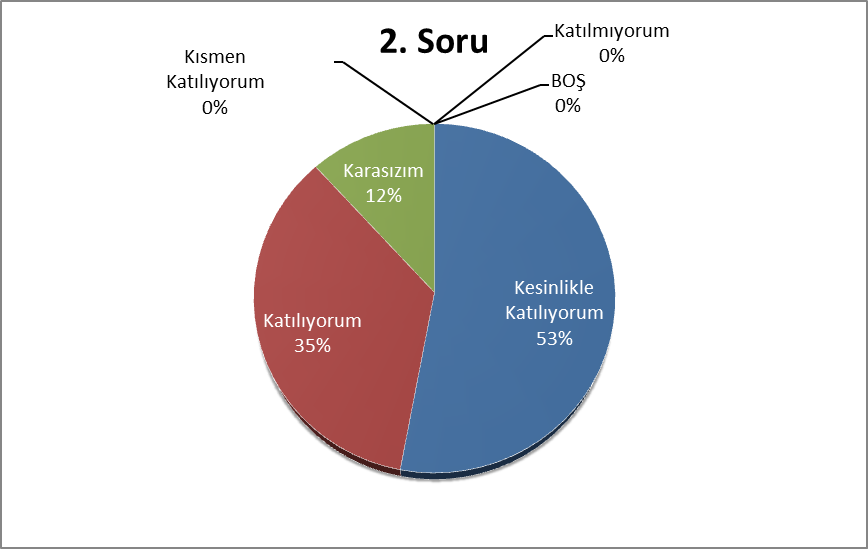 2. Soru
Kısmen
Katılıyorum
0%
Katılmıyorum
0%
BOŞ
0%
Karasızım
12%
Kesinlikle
Katılıyorum
53%
Katılıyorum
35%